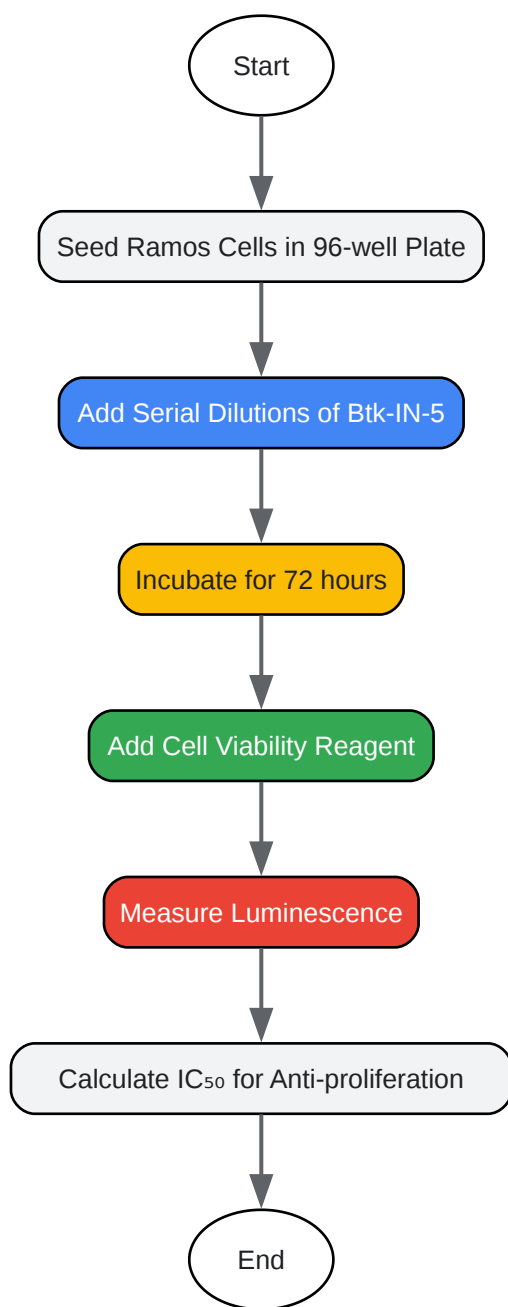 Start
Seed Ramos Cells in 96-well Plate
Add Serial Dilutions of Btk-IN-5
Incubate for 72 hours
Add Cell Viability Reagent
Measure Luminescence
Calculate IC₅₀ for Anti-proliferation
End